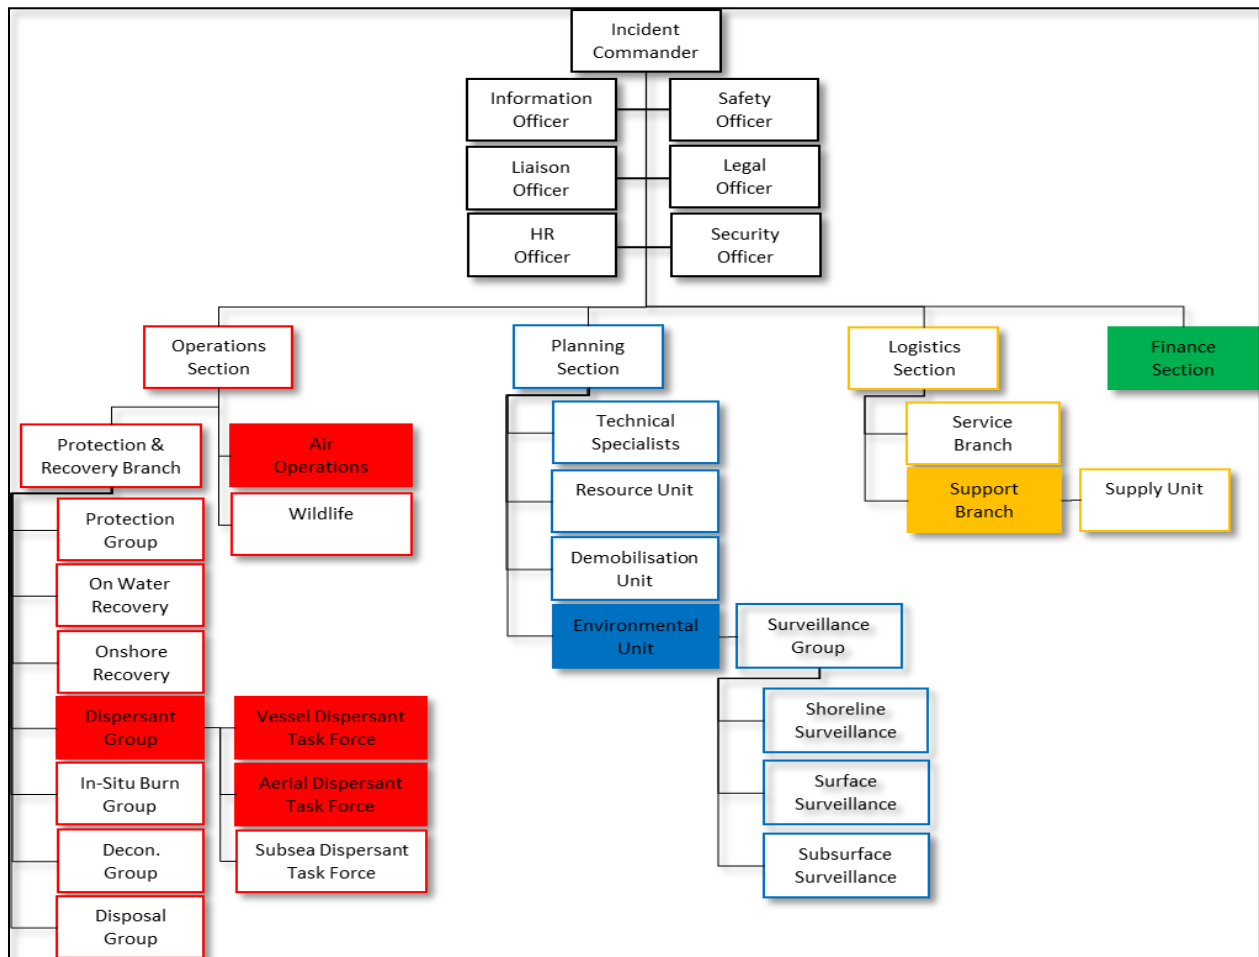 Incident
Commander
Information
Officer
Safety
Officer
Liaison
Officer
Legal
Officer
HR
Officer
Security
Officer
Operations
Section
Planning
Section
Logistics
Section
Finance
Section
Protection &
Recovery Branch
Air
Operations
Wildlife
Protection
Group
On Water
Recovery
Onshore
Recovery
Dispersant
Group
Vessel Dispersant
Task Force
Aerial Dispersant
Task Force
Subsea Dispersant
Task Force
In-Situ Burn
Group
Decon.
Group
Disposal
Group
Technical
Specialists
Resource Unit
Demobilisation
Unit
Environmental
Unit
Surveillance
Group
Shoreline
Surveillance
Surface
Surveillance
Subsurface
Surveillance
Service
Branch
Support
Branch
Supply Unit